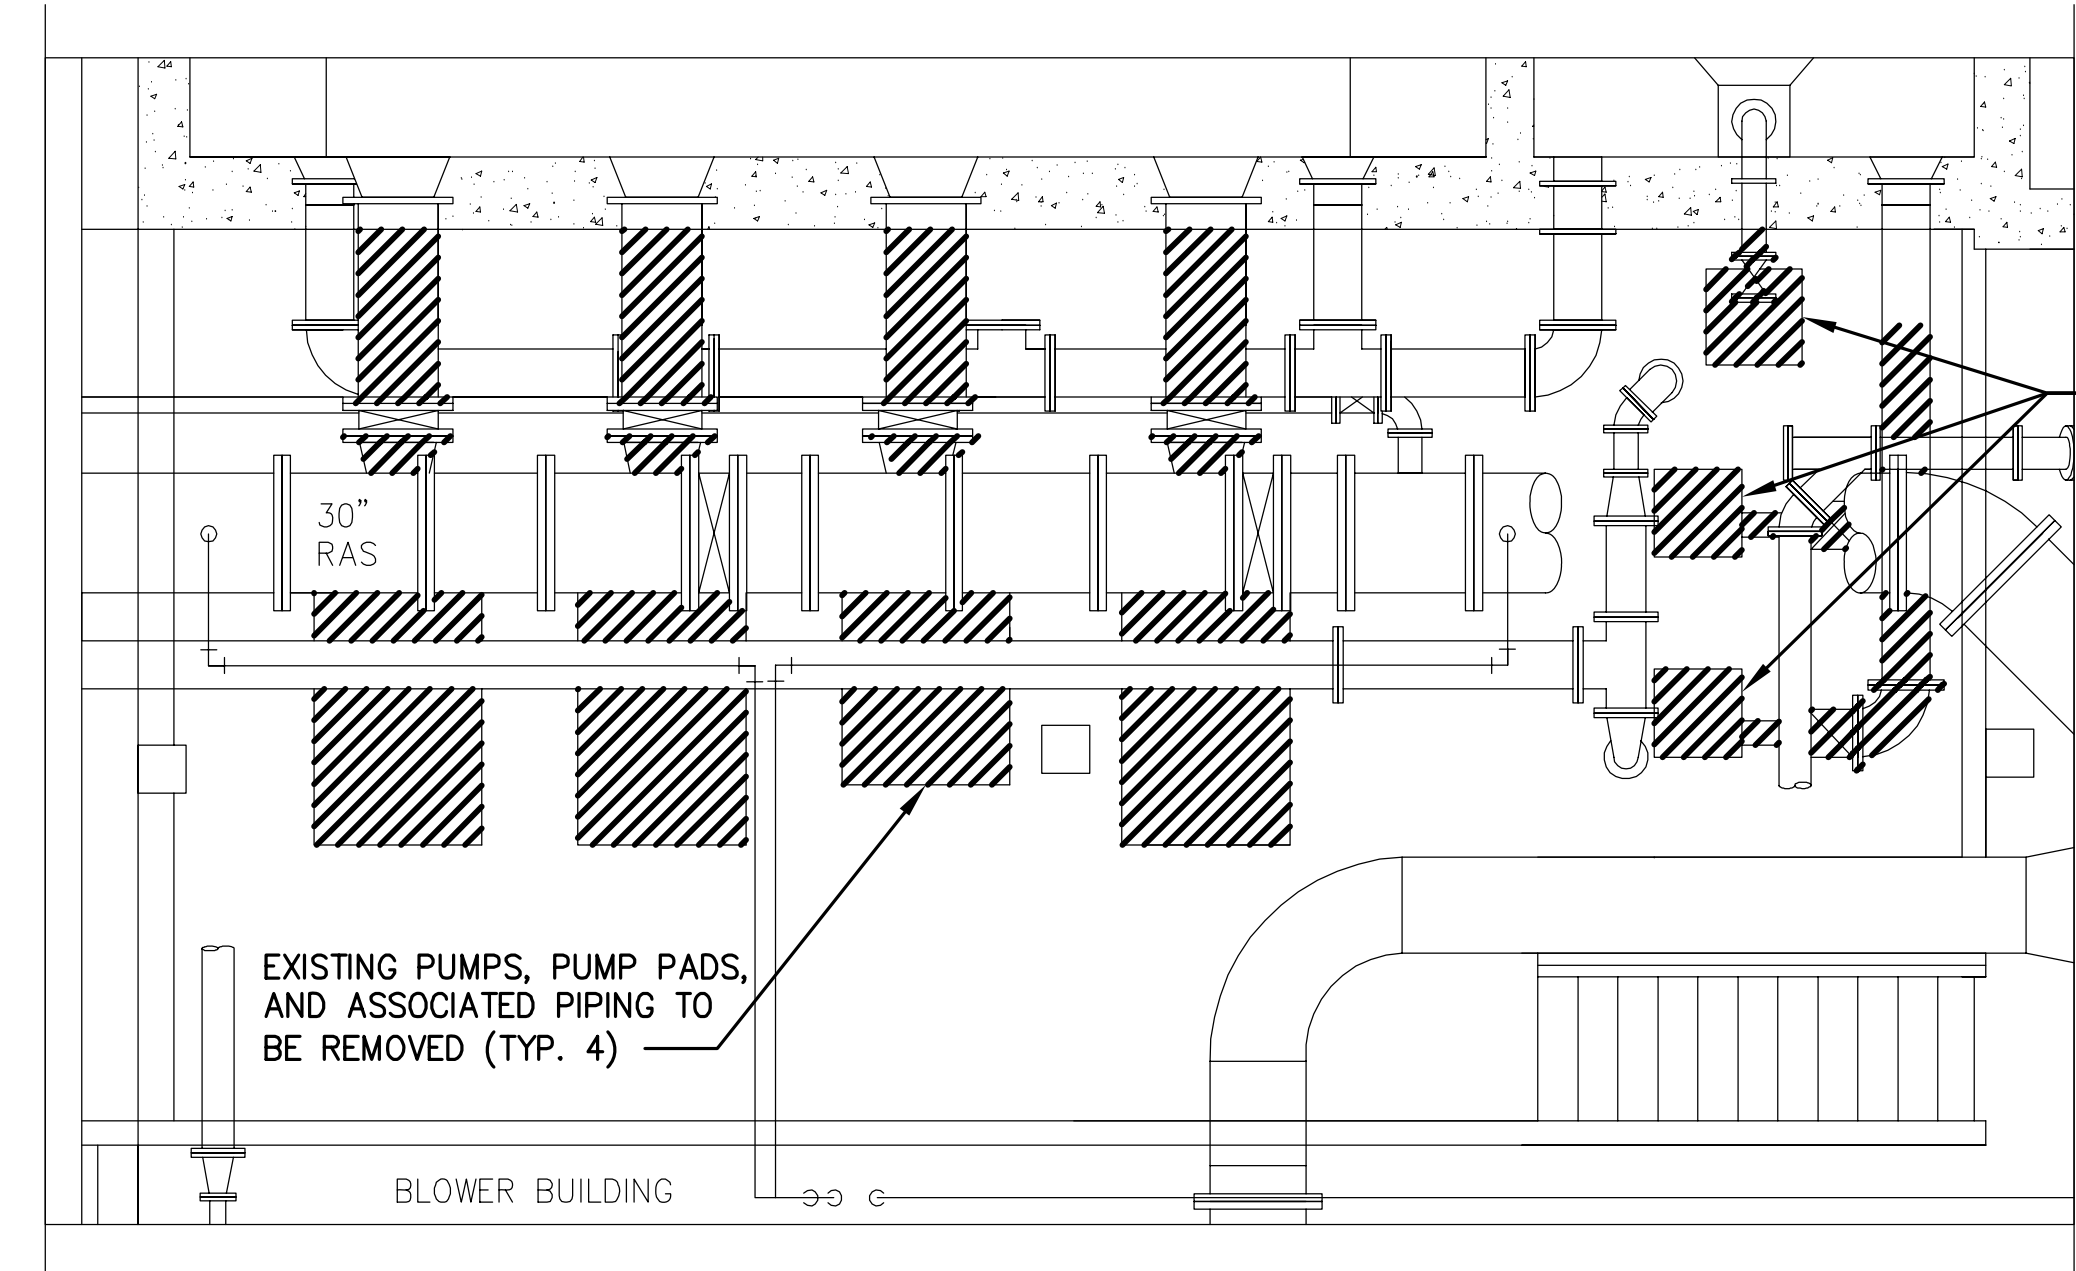 30”
RAS
EXISTING PUMPS, PUMP PADS,
AND ASSOCIATED PIPING TO
BE REMOVED (TYP. 4)
BLOWER BUILDING